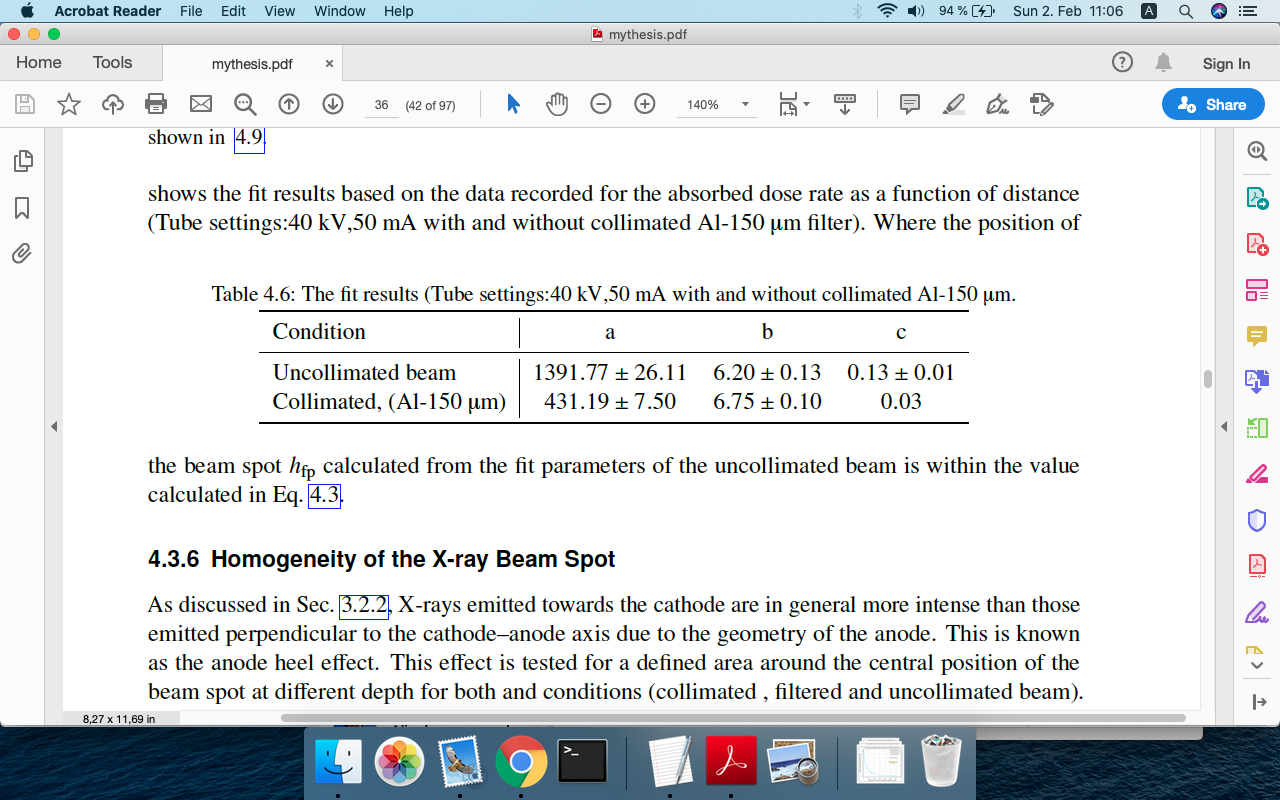 Acrobat Reader File Edit View Window Help 94 % Sun 2. Feb 11:06 A
mythesis.pdf
Home Tools mythesis.pdf × ? Sign In
36 (42 of 97) 140% Share
shown in 4.9.
shows the fit results based on the data recorded for the absorbed dose rate as a function of distance
(Tube settings:40 kV,50 mA with and without collimated Al-150 μm filter). Where the position of
Table 4.6: The fit results (Tube settings:40 kV,50 mA with and without collimated Al-150 μm.
Condition a b c
Uncollimated beam 1391.77 ± 26.11 6.20 ± 0.13 0.13 ± 0.01
Collimated, (Al-150 μm) 431.19 ± 7.50 6.75 ± 0.10 0.03
the beam spot hfp calculated from the fit parameters of the uncollimated beam is within the value
calculated in Eq. 4.3.
4.3.6 Homogeneity of the X-ray Beam Spot
As discussed in Sec. 3.2.2, X-rays emitted towards the cathode are in general more intense than those
emitted perpendicular to the cathode–anode axis due to the geometry of the anode. This is known
as the anode heel effect. This effect is tested for a defined area around the central position of the
beam spot at different depth for both and conditions (collimated , filtered and uncollimated beam).
8,27 x 11,69 in